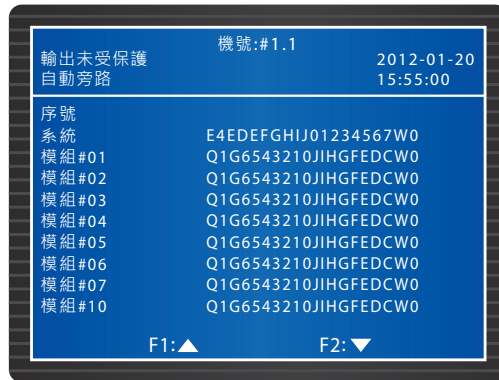 機號:#1.1
輸出未受保護 2012-01-20
自動旁路 15:55:00
序號
系統 E4EDEFGHIJ01234567W0
模組#01 Q1G6543210JIHGFEDCW0
模組#02 Q1G6543210JIHGFEDCW0
模組#03 Q1G6543210JIHGFEDCW0
模組#04 Q1G6543210JIHGFEDCW0
模組#05 Q1G6543210JIHGFEDCW0
模組#06 Q1G6543210JIHGFEDCW0
模組#07 Q1G6543210JIHGFEDCW0
模組#10 Q1G6543210JIHGFEDCW0
F1:▲ F2:▼